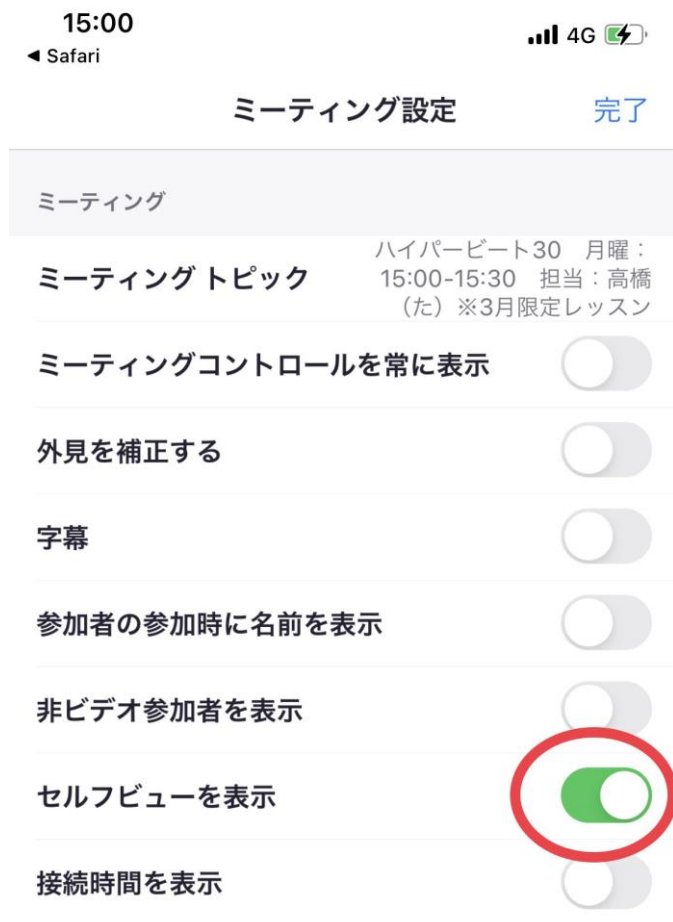 15:00
4G
◀ Safari
ミーティング設定
完了
ミーティング
ミーティング トピック
ハイパービート30 月曜：
15:00-15:30 担当：高橋
（た）※3月限定レッスン
ミーティングコントロールを常に表示
外見を補正する
字幕
参加者の参加時に名前を表示
非ビデオ参加者を表示
セルフビューを表示
接続時間を表示